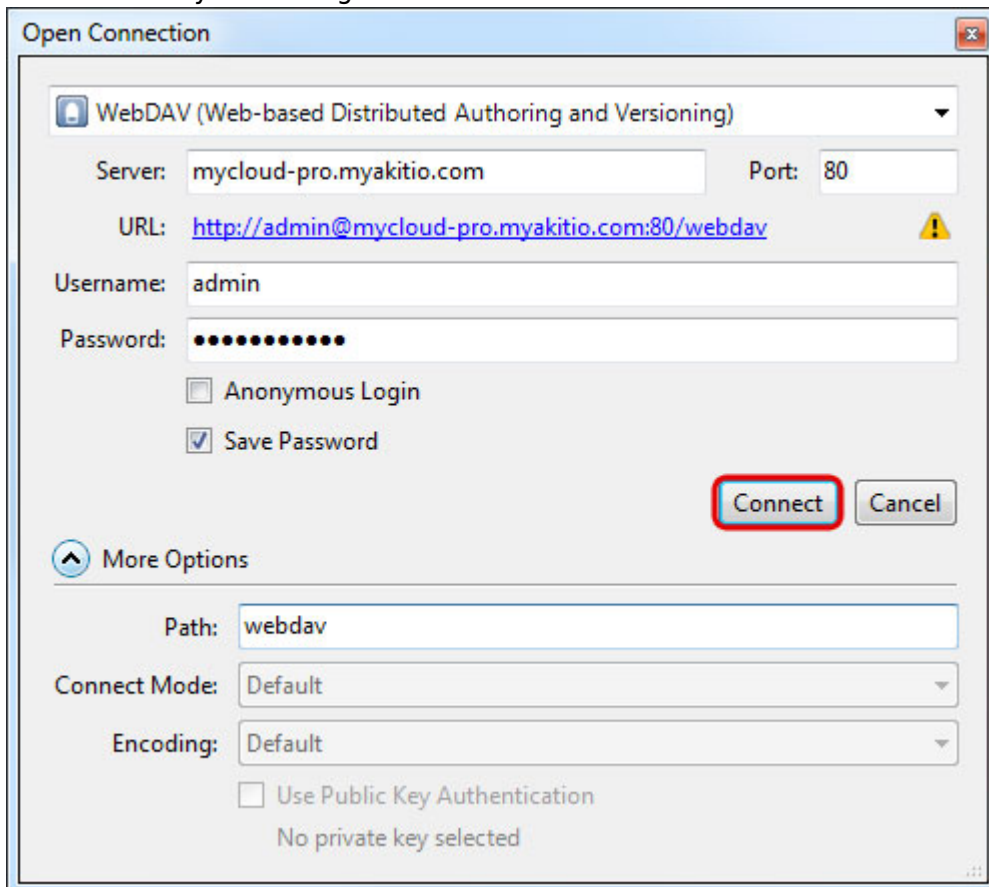 Open Connection
WebDAV (Web-based Distributed Authoring and Versioning)
Server: mycloud-pro.myakitio.com Port: 80
URL: http://admin@mycloud-pro.myakitio.com:80/webdav
Username: admin
Password: •••••••••••
Anonymous Login
Save Password
Connect Cancel
More Options
Path: webdav
Connect Mode: Default
Encoding: Default
Use Public Key Authentication
No private key selected